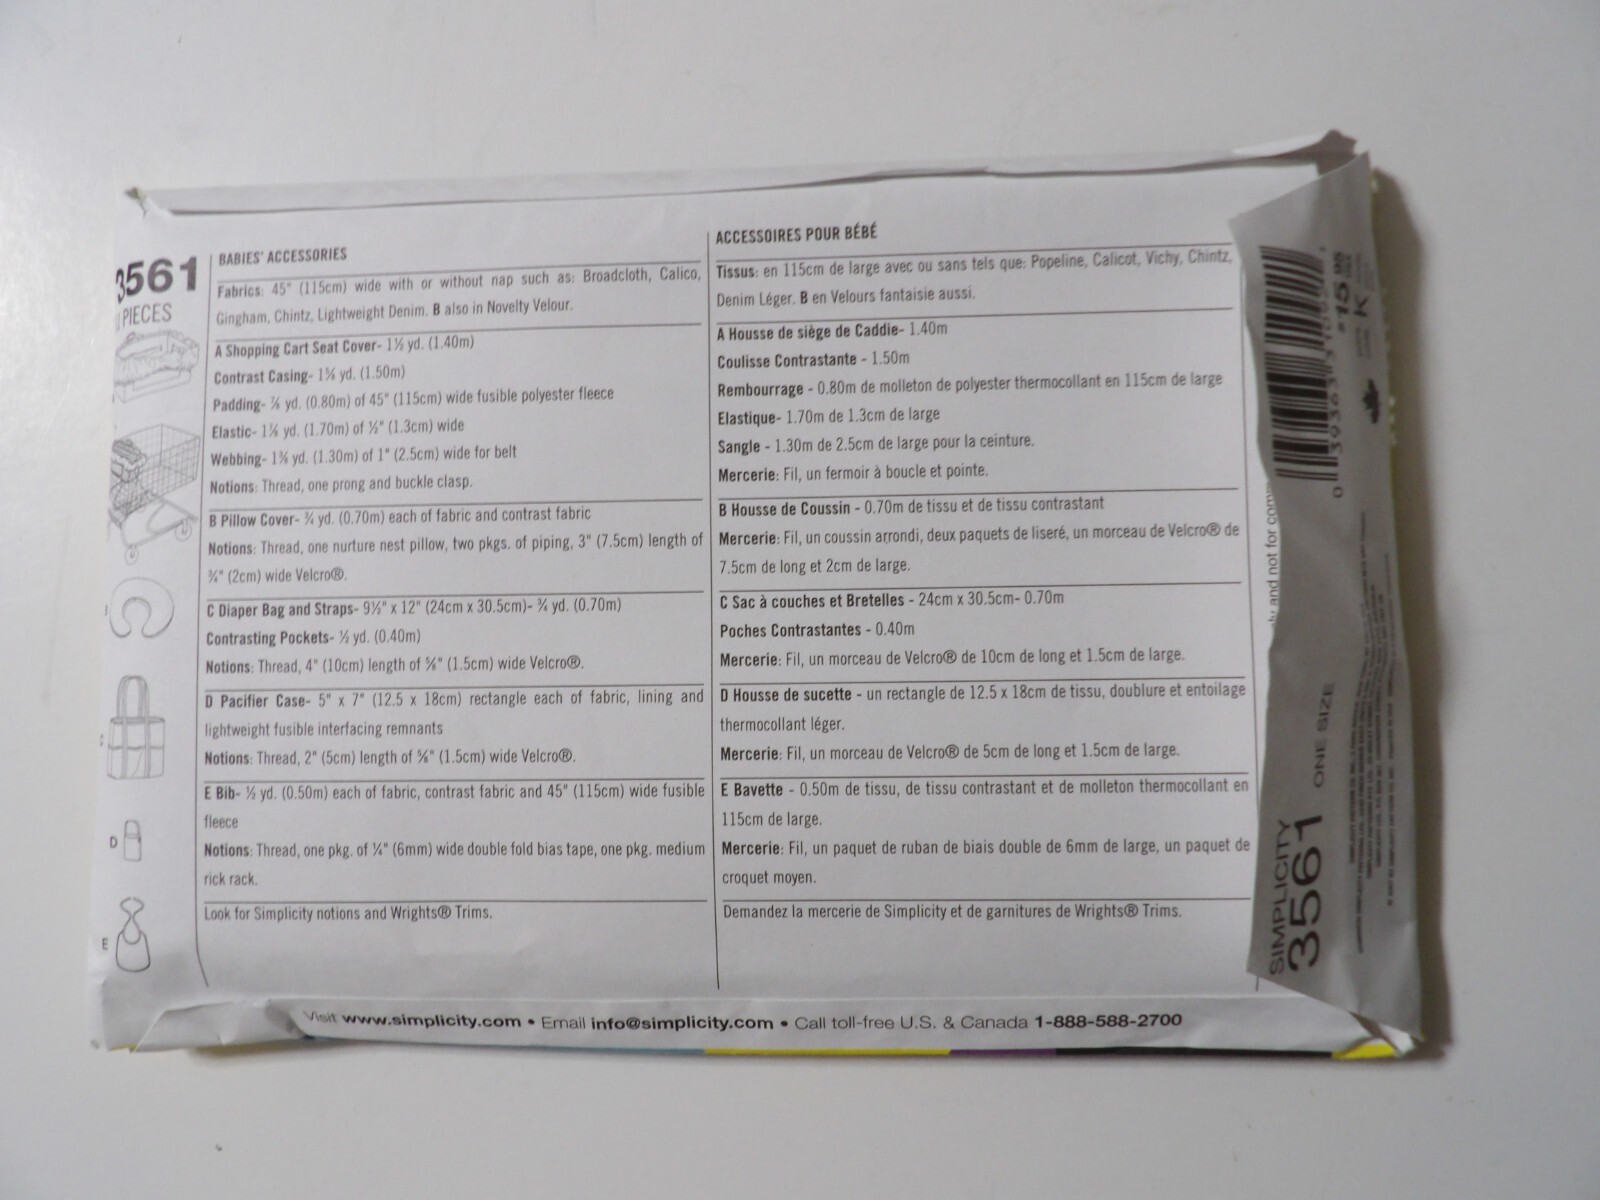 3561
PIECES
BABIES' ACCESSORIES
Fabrics: 45" (115cm) wide with or without nap such as: Broadcloth, Calico,
Gingham, Chintz, Lightweight Denim. B also in Novelty Velour.
A Shopping Cart Seat Cover- 1½ yd. (1.40m)
Contrast Casing- 1⅝ yd. (1.50m)
Padding- ⅞ yd. (0.80m) of 45" (115cm) wide fusible polyester fleece
Elastic- 1⅞ yd. (1.70m) of ½" (1.3cm) wide
Webbing- 1⅜ yd. (1.30m) of 1" (2.5cm) wide for belt
Notions: Thread, one prong and buckle clasp.
B Pillow Cover- ¾ yd. (0.70m) each of fabric and contrast fabric
Notions: Thread, one nurture nest pillow, two pkgs. of piping, 3" (7.5cm) length of
¾" (2cm) wide Velcro®.
C Diaper Bag and Straps- 9½" x 12" (24cm x 30.5cm)- ¾ yd. (0.70m)
Contrasting Pockets- ½ yd. (0.40m)
Notions: Thread, 4" (10cm) length of ⅝" (1.5cm) wide Velcro®.
D Pacifier Case- 5" x 7" (12.5 x 18cm) rectangle each of fabric, lining and
lightweight fusible interfacing remnants
Notions: Thread, 2" (5cm) length of ⅝" (1.5cm) wide Velcro®.
E Bib- ½ yd. (0.50m) each of fabric, contrast fabric and 45" (115cm) wide fusible
fleece
Notions: Thread, one pkg. of ¼" (6mm) wide double fold bias tape, one pkg. medium
rick rack.
Look for Simplicity notions and Wrights® Trims.
D
E
ACCESSOIRES POUR BÉBÉ
Tissus: en 115cm de large avec ou sans tels que: Popeline, Calicot, Vichy, Chintz,
Denim Léger. B en Velours fantaisie aussi.
A Housse de siège de Caddie- 1.40m
Coulisse Contrastante - 1.50m
Rembourrage - 0.80m de molleton de polyester thermocollant en 115cm de large
Elastique- 1.70m de 1.3cm de large
Sangle - 1.30m de 2.5cm de large pour la ceinture.
Mercerie: Fil, un fermoir à boucle et pointe.
B Housse de Coussin - 0.70m de tissu et de tissu contrastant
Mercerie: Fil, un coussin arrondi, deux paquets de liseré, un morceau de Velcro® de
7.5cm de long et 2cm de large.
C Sac à couches et Bretelles - 24cm x 30.5cm- 0.70m
Poches Contrastantes - 0.40m
Mercerie: Fil, un morceau de Velcro® de 10cm de long et 1.5cm de large.
D Housse de sucette - un rectangle de 12.5 x 18cm de tissu, doublure et entoilage
thermocollant léger.
Mercerie: Fil, un morceau de Velcro® de 5cm de long et 1.5cm de large.
E Bavette - 0.50m de tissu, de tissu contrastant et de molleton thermocollant en
115cm de large.
Mercerie: Fil, un paquet de ruban de biais double de 6mm de large, un paquet de
croquet moyen.
Demandez la mercerie de Simplicity et de garnitures de Wrights® Trims.
and not for
SIMPLICITY
3561 ONE SIZE
K
Visit www.simplicity.com • Email info@simplicity.com • Call toll-free U.S. & Canada 1-888-588-2700